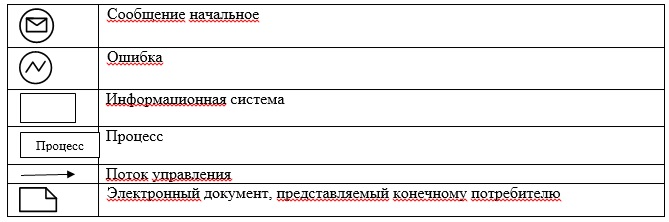 Сообщение начальное
Ошибка
Информационная система
Процесс
Процесс
Поток управления
Электронный документ, представляемый конечному потребителю